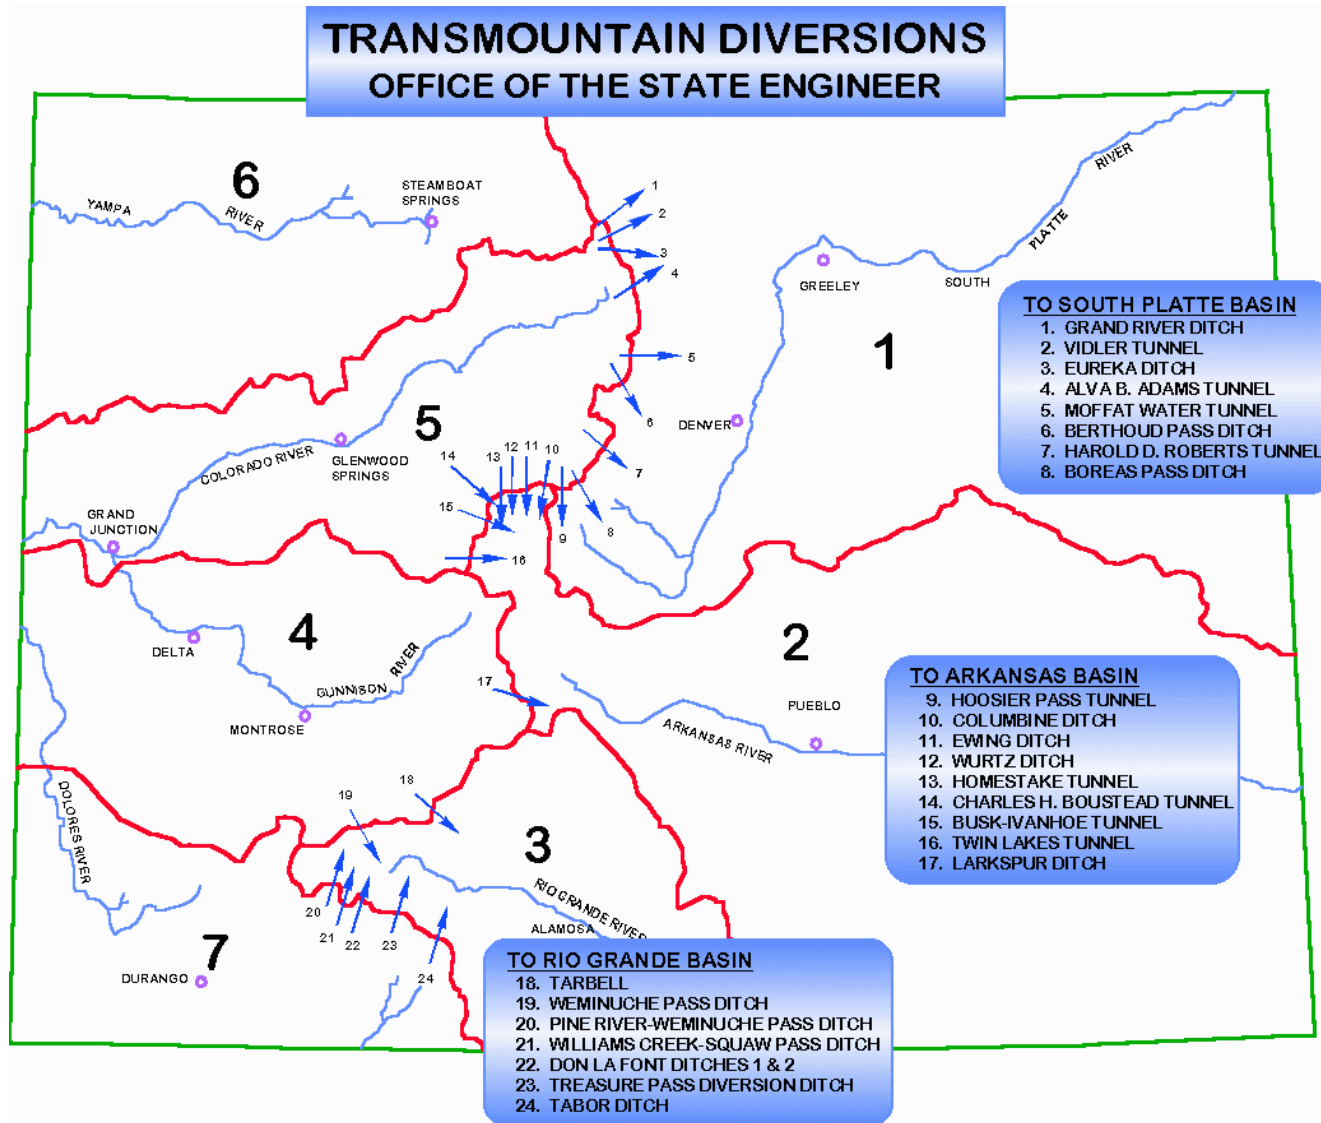 TRANSMOUNTAIN DIVERSIONS
OFFICE OF THE STATE ENGINEER
6
STEAMBOAT
SPRINGS
YAMPA
RIVER
1
2
3
4
5
6
7
8
RIVER
PLATTE
SOUTH
GREELEY
1
DENVER
TO SOUTH PLATTE BASIN
1. GRAND RIVER DITCH
2. VIDLER TUNNEL
3. EUREKA DITCH
4. ALVA B. ADAMS TUNNEL
5. MOFFAT WATER TUNNEL
6. BERTHOUD PASS DITCH
7. HAROLD D. ROBERTS TUNNEL
8. BOREAS PASS DITCH
5
COLORADO RIVER
GLENWOOD
SPRINGS
GRAND
JUNCTION
14
13
12
11
10
15
16
9
4
DELTA
GUNNISON
RIVER
MONTROSE
17
2
PUEBLO
ARKANSAS RIVER
TO ARKANSAS BASIN
9. HOOSIER PASS TUNNEL
10. COLUMBINE DITCH
11. EWING DITCH
12. WURTZ DITCH
13. HOMESTAKE TUNNEL
14. CHARLES H. BOUSTEAD TUNNEL
15. BUSK-IVANHOE TUNNEL
16. TWIN LAKES TUNNEL
17. LARKSPUR DITCH
DOLORES RIVER
18
19
3
RIO GRANDE RIVER
ALAMOSA
20
21
22
23
24
7
DURANGO
TO RIO GRANDE BASIN
18. TARBELL
19. WEMINUCHE PASS DITCH
20. PINE RIVER-WEMINUCHE PASS DITCH
21. WILLIAMS CREEK-SQUAW PASS DITCH
22. DON LA FONT DITCHES 1 & 2
23. TREASURE PASS DIVERSION DITCH
24. TABOR DITCH